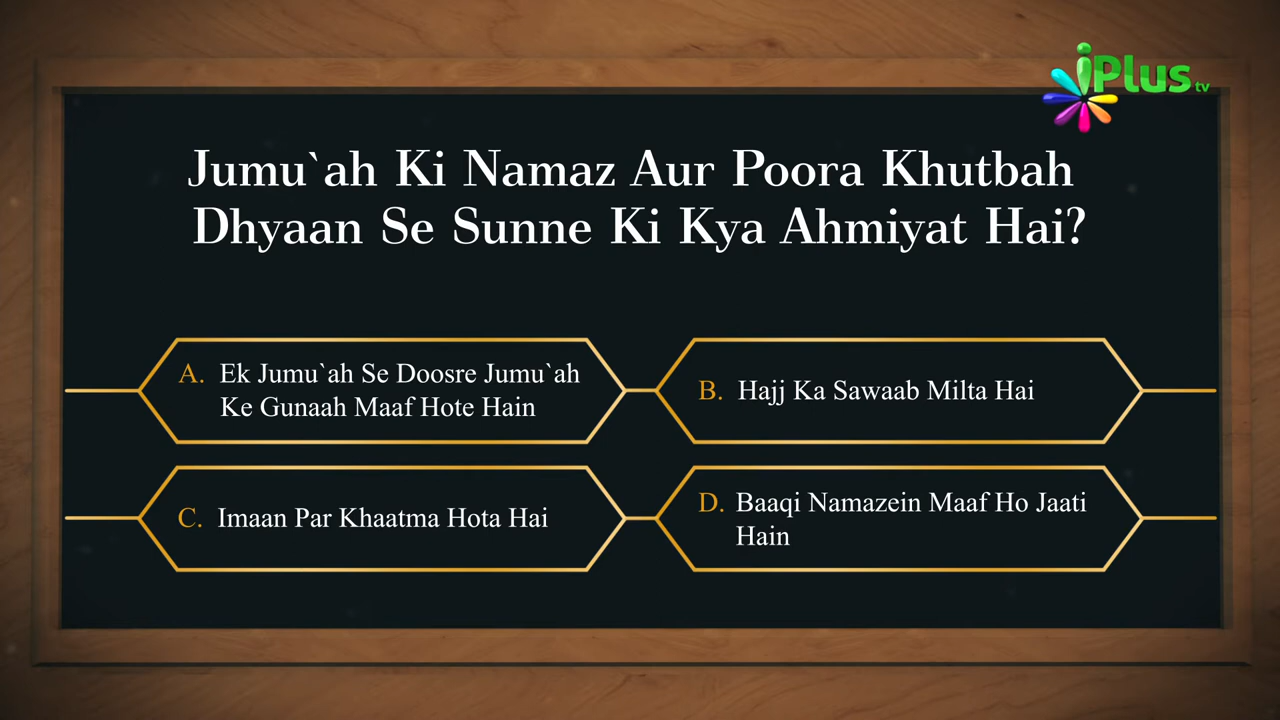 iPlus tv
Jumu`ah Ki Namaz Aur Poora Khutbah
Dhyaan Se Sunne Ki Kya Ahmiyat Hai?
A. Ek Jumu`ah Se Doosre Jumu`ah
Ke Gunaah Maaf Hote Hain
B. Hajj Ka Sawaab Milta Hai
C. Imaan Par Khaatma Hota Hai
D. Baaqi Namazein Maaf Ho Jaati
Hain